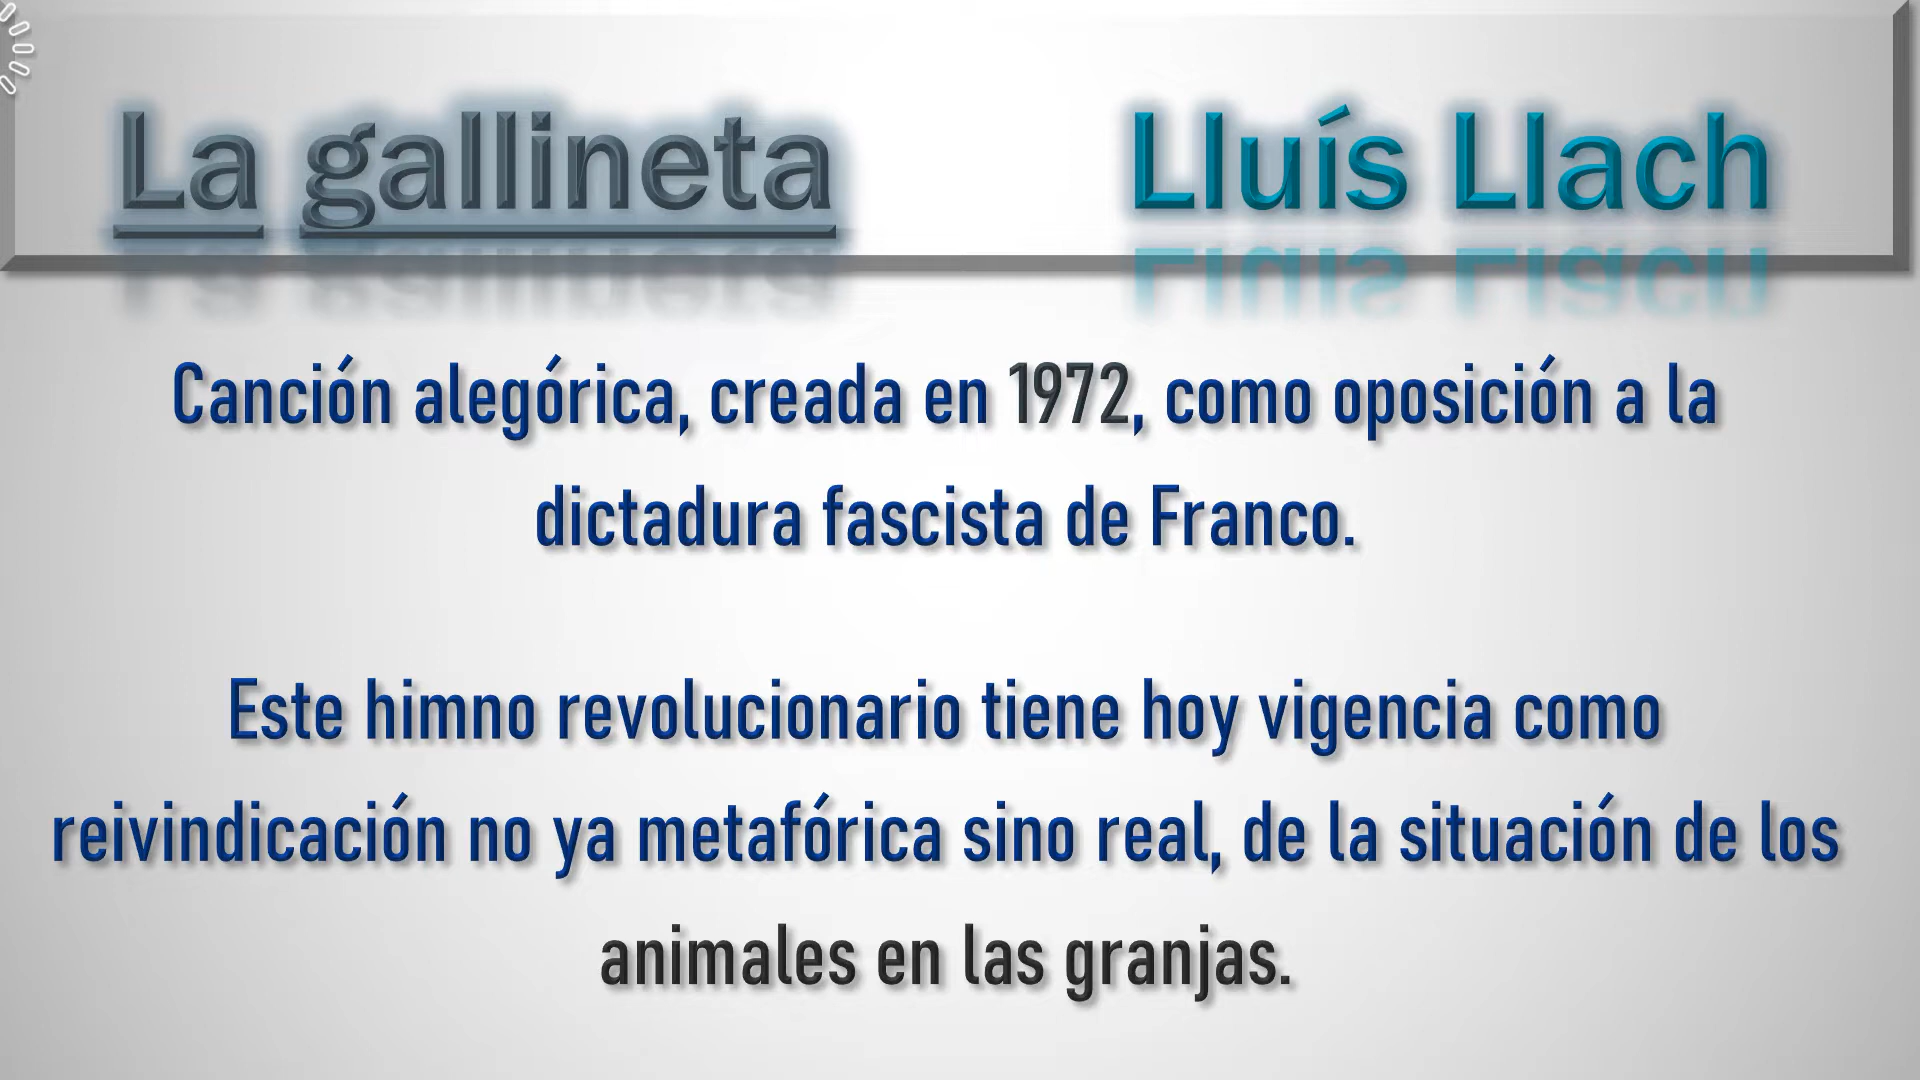 La gallineta Lluís Llach
Canción alegórica, creada en 1972, como oposición a la
dictadura fascista de Franco.
Este himno revolucionario tiene hoy vigencia como
reivindicación no ya metafórica sino real, de la situación de los
animales en las granjas.